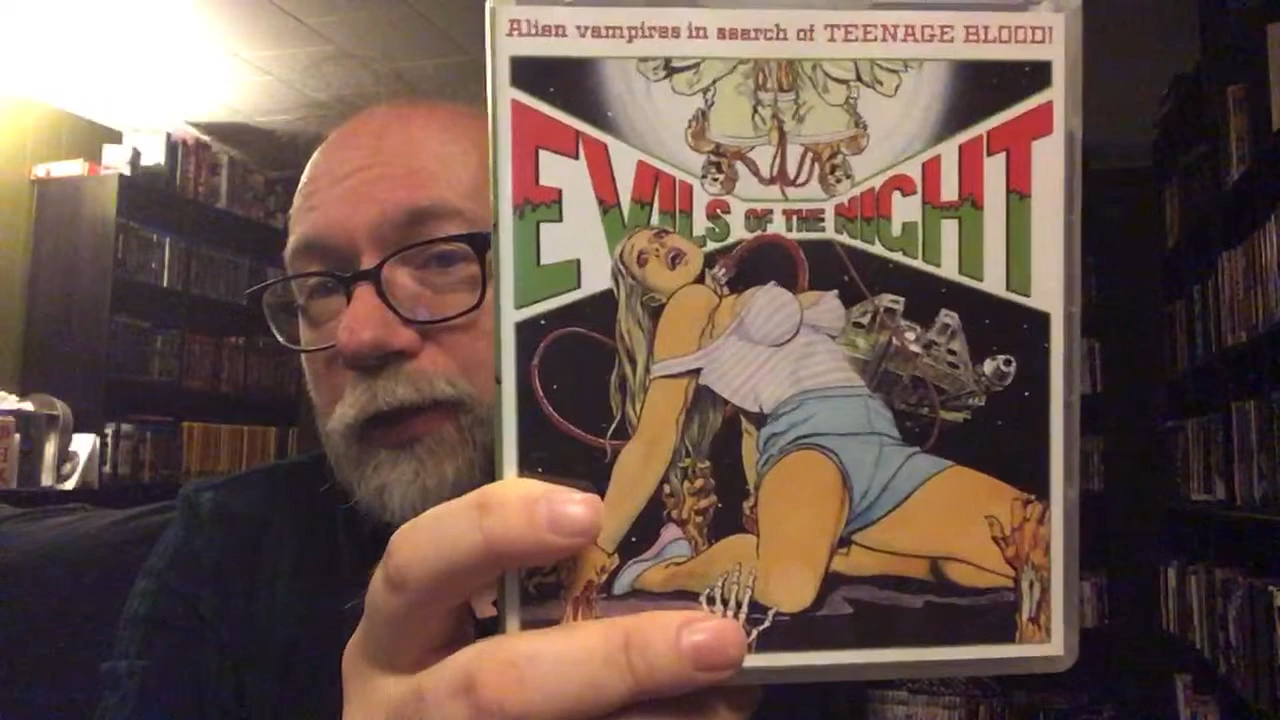 Alien vampires in search of TEENAGE BLOOD!
EVILS OF THE NIGHT